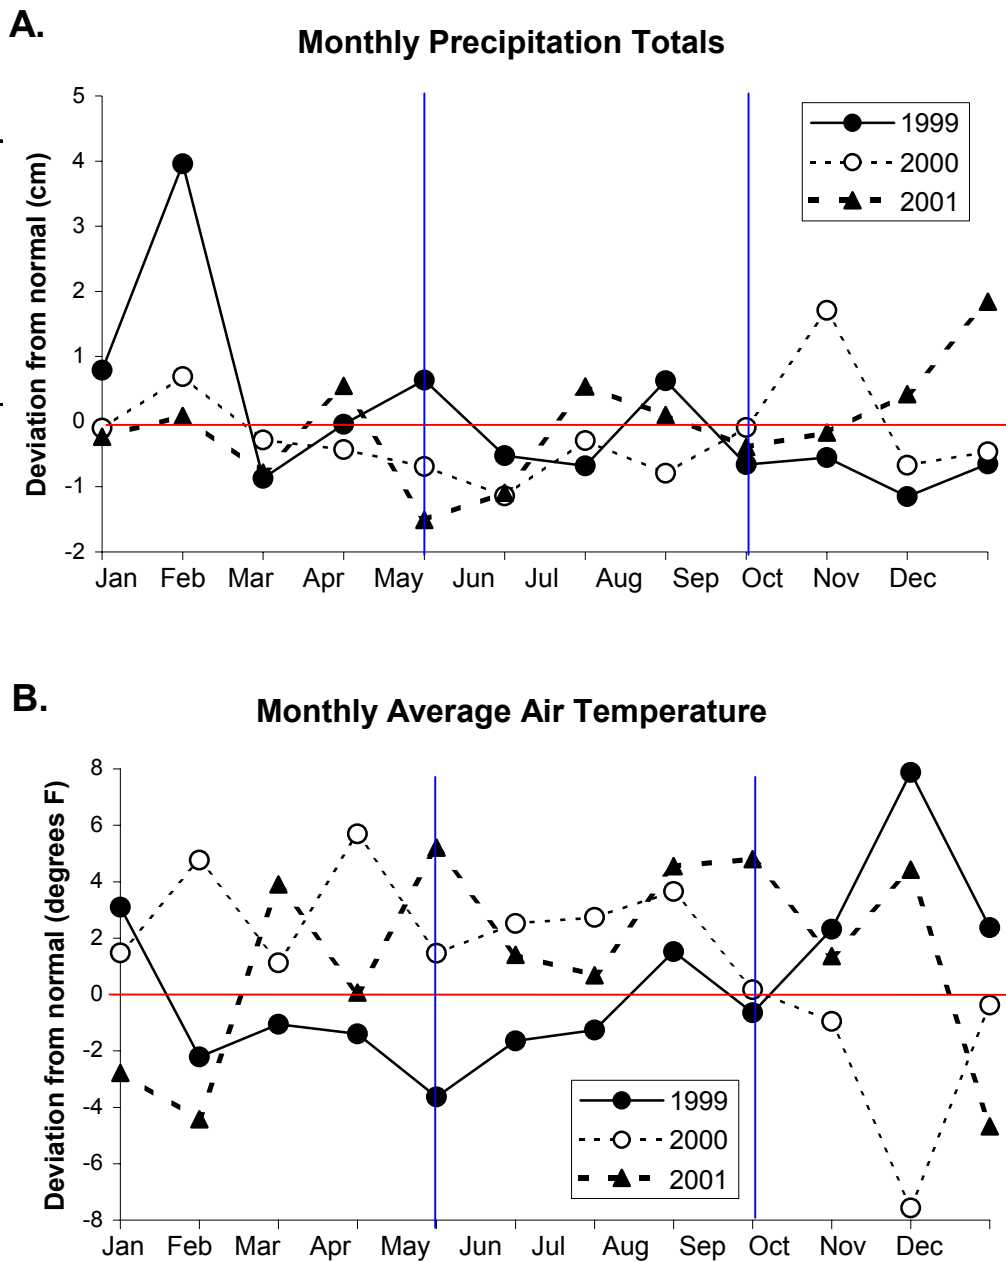 A.
Monthly Precipitation Totals
Deviation from normal (cm)
5
4
3
2
1
0
-1
-2
1999
2000
2001
Jan Feb Mar Apr May Jun Jul Aug Sep Oct Nov Dec
B.
Monthly Average Air Temperature
Deviation from normal (degrees F)
8
6
4
2
0
-2
-4
-6
-8
1999
2000
2001
Jan Feb Mar Apr May Jun Jul Aug Sep Oct Nov Dec